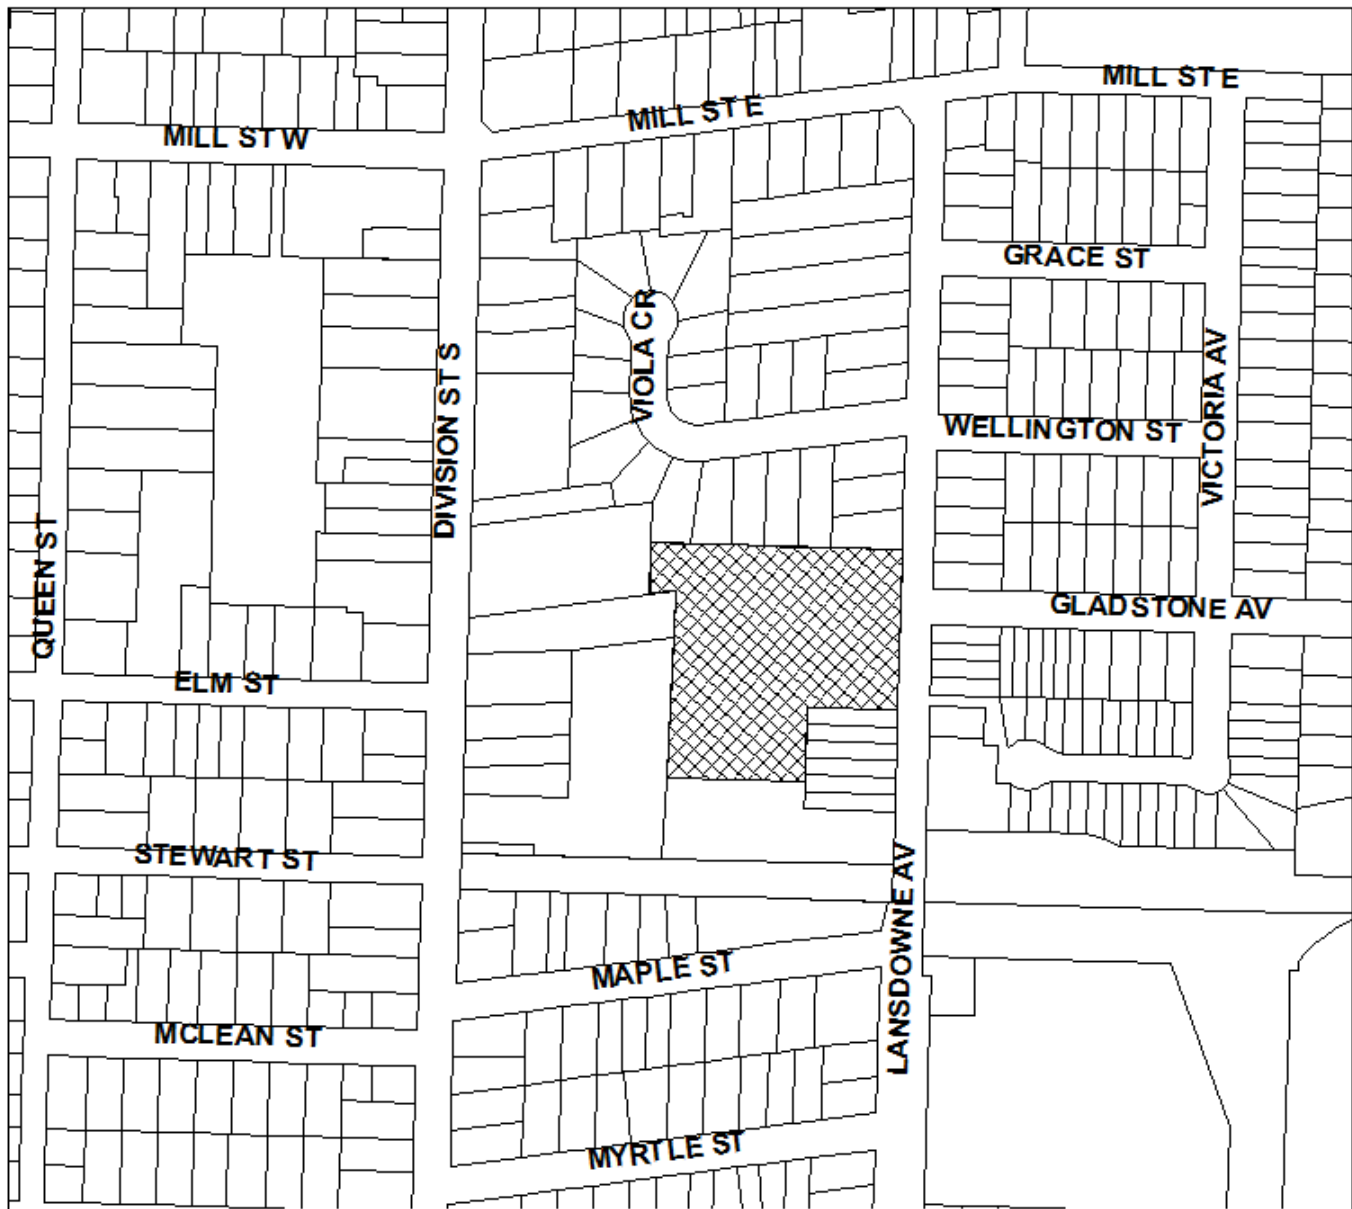 MILL ST E
MILL ST E
MILL ST W
GRACE ST
VIOLA CR
VICTORIA AV
DIVISION ST S
WELLINGTON ST
QUEEN ST
GLADSTONE AV
ELM ST
STEWART ST
LANSDOWNE AV
MAPLE ST
MCLEAN ST
MYRTLE ST